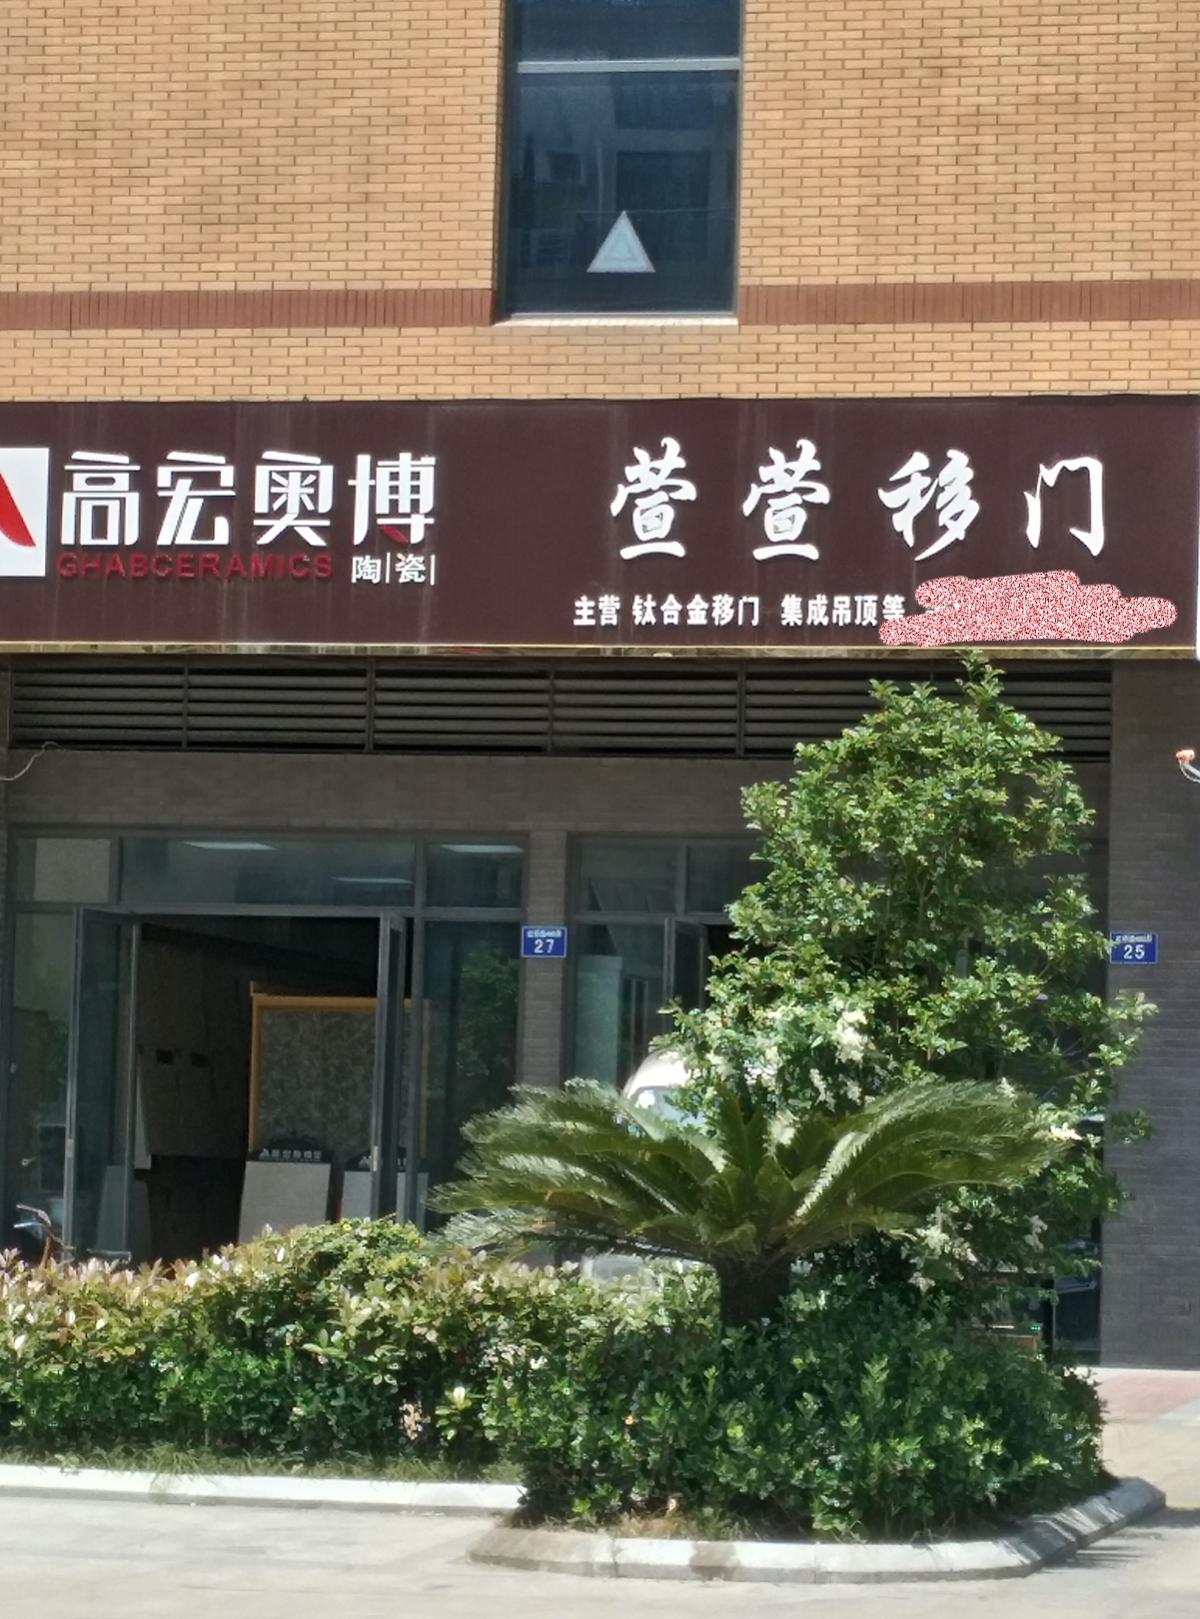 高宏奥博
GHABCERAMICS
陶|瓷|
萱萱移门
主营 钛合金移门 集成吊顶等
27
25